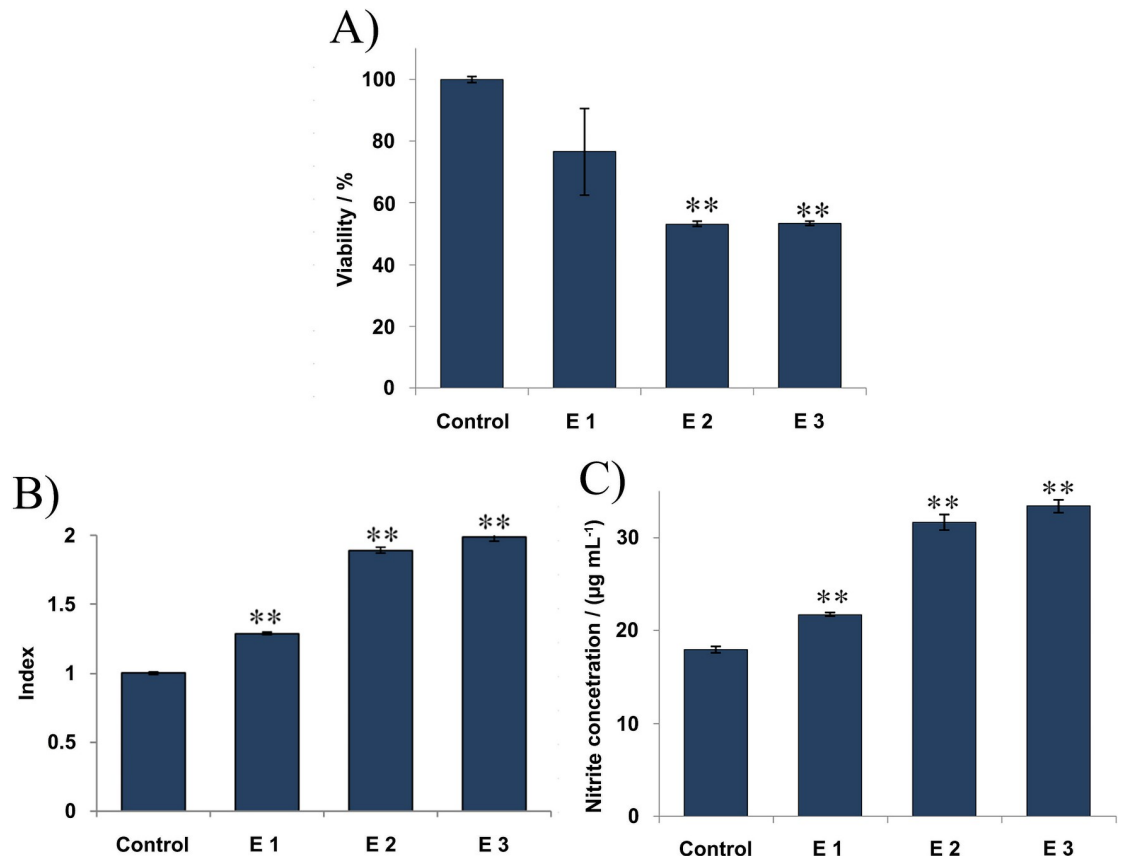 A)
Viability / %
100
80
60
40
20
0
** **
Control E 1 E 2 E 3
B)
Index
2
1.5
1
0.5
0
** ** **
Control E 1 E 2 E 3
C)
Nitrite concetration / (µg mL⁻¹)
30
20
10
0
** ** **
Control E 1 E 2 E 3